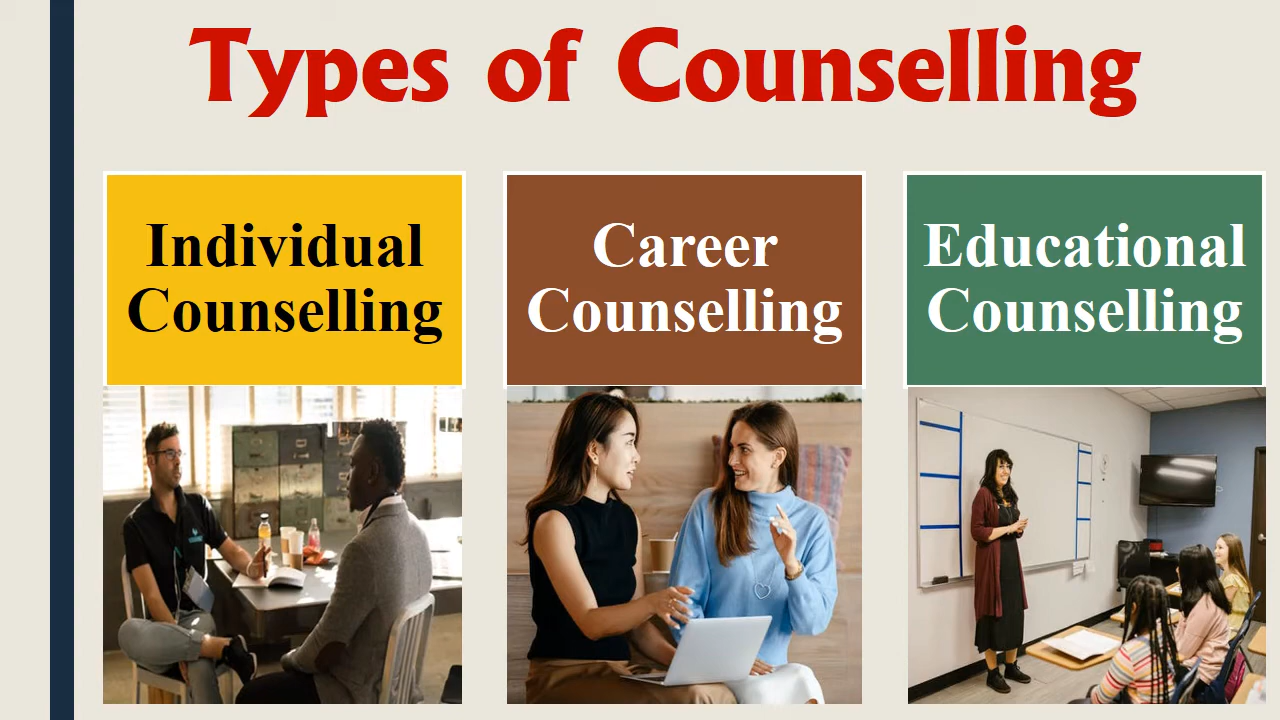 Types of Counselling
Individual
Counselling
Career
Counselling
Educational
Counselling